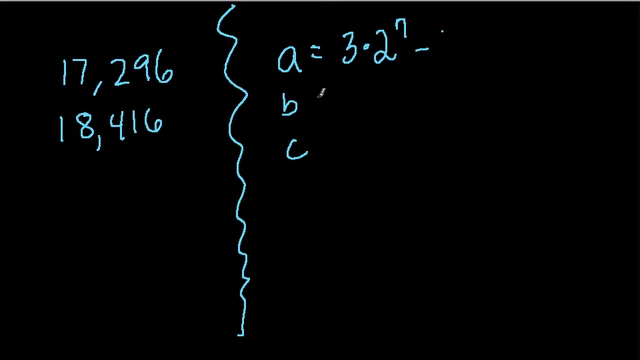 17,296
18,416
a = 3·2⁷ –
b
c